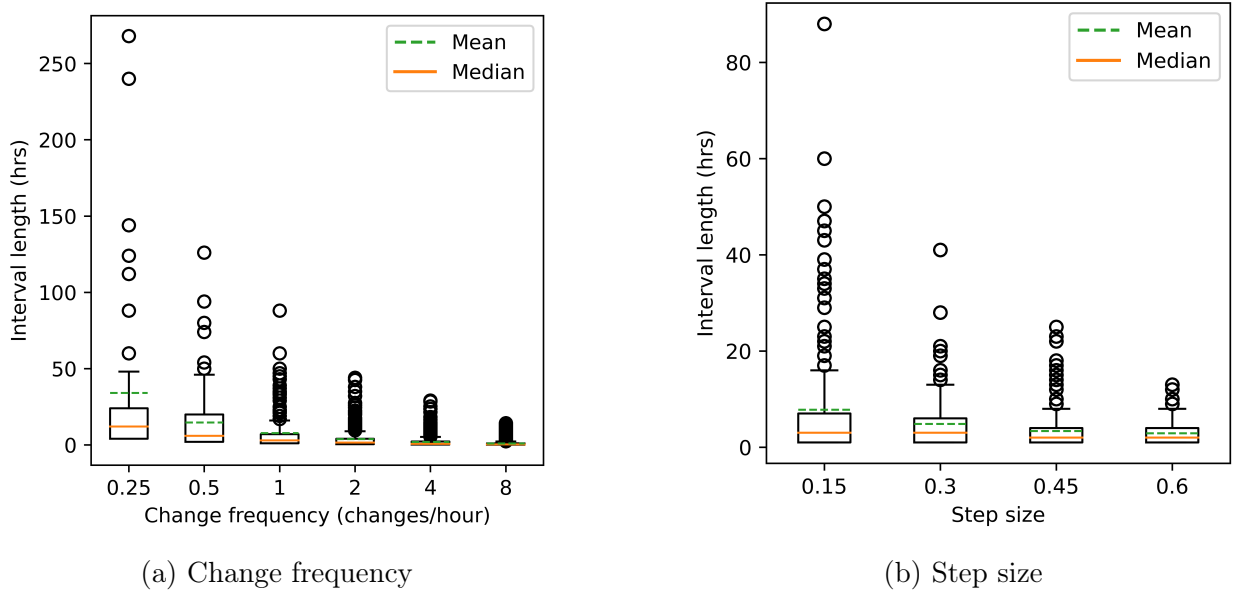 Mean
Median
250
200
150
100
50
0
Interval length (hrs)
0.25 0.5 1 2 4 8
Change frequency (changes/hour)
(a) Change frequency
Mean
Median
80
60
40
20
0
Interval length (hrs)
0.15 0.3 0.45 0.6
Step size
(b) Step size